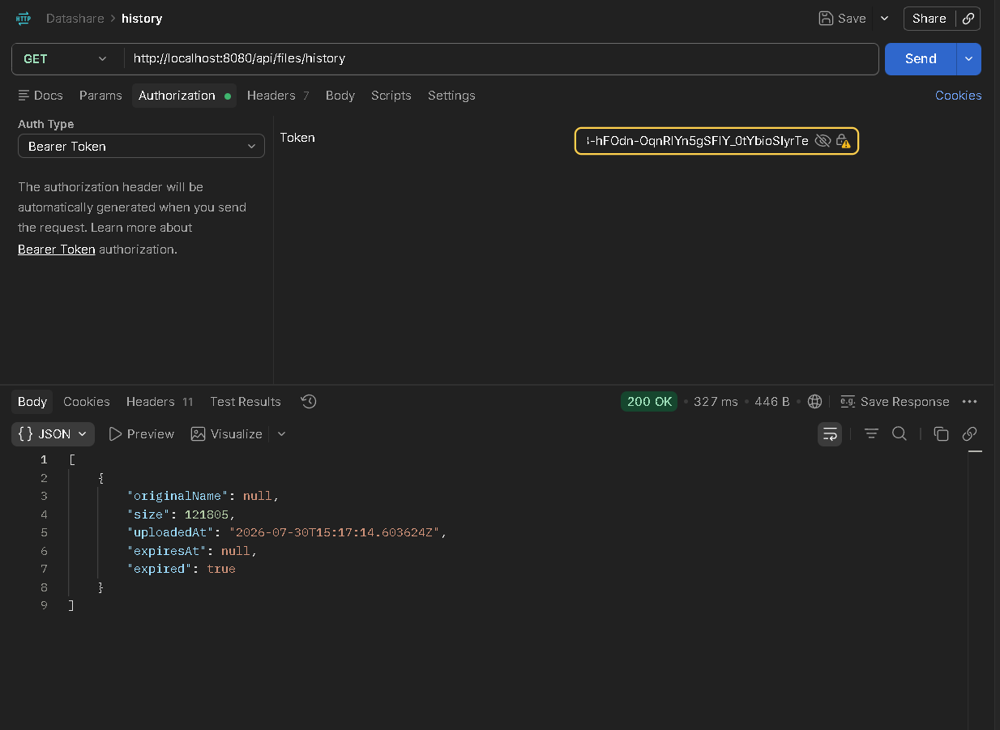 HTTP Datashare > history Save Share
GET http://localhost:8080/api/files/history Send
Docs Params Authorization Headers 7 Body Scripts Settings Cookies
Auth Type
Bearer Token
Token
The authorization header will be
automatically generated when you send
the request. Learn more about
Bearer Token authorization.
Body Cookies Headers 11 Test Results 200 OK • 327 ms • 446 B • e.g. Save Response
{} JSON Preview Visualize
1 [
2 {
3 "originalName": null,
4 "size": 121805,
5 "uploadedAt": "2026-07-30T15:17:14.603624Z",
6 "expiresAt": null,
7 "expired": true
8 }
9 ]